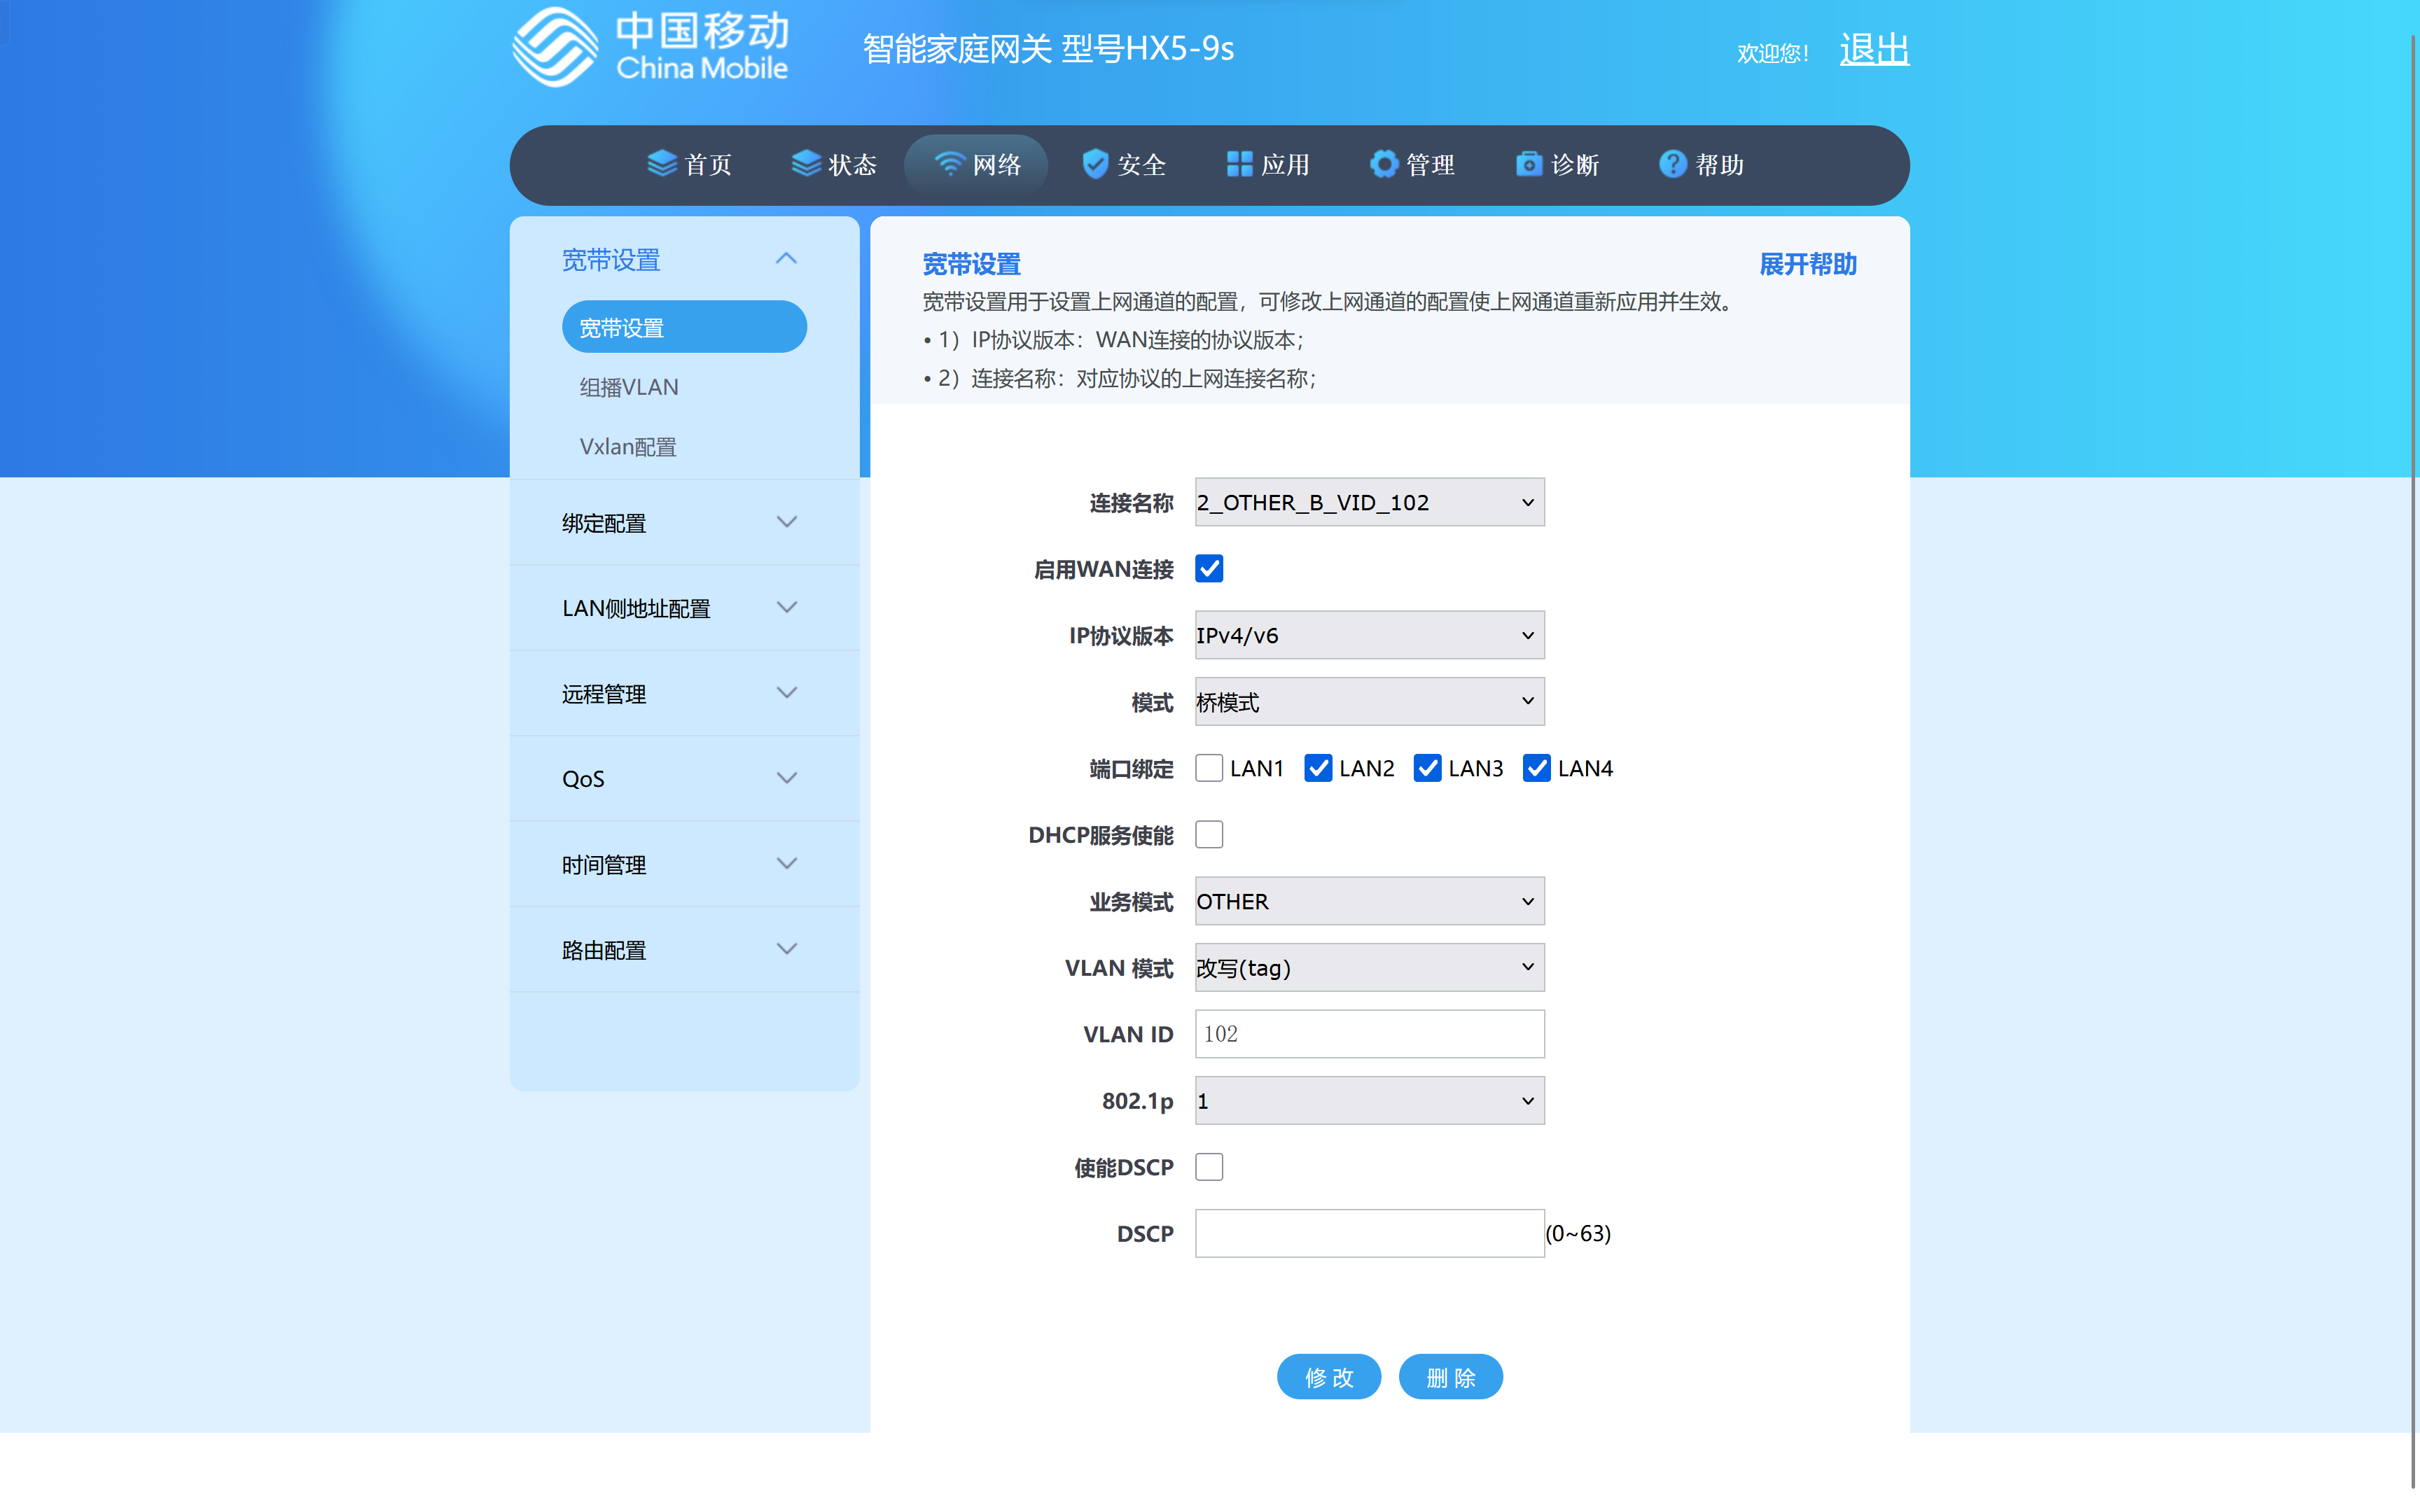 中国移动
China Mobile
智能家庭网关 型号HX5-9s
欢迎您!
退出
首页
状态
网络
安全
应用
管理
诊断
帮助
宽带设置
宽带设置
组播VLAN
Vxlan配置
绑定配置
LAN侧地址配置
远程管理
QoS
时间管理
路由配置
宽带设置
展开帮助
宽带设置用于设置上网通道的配置，可修改上网通道的配置使上网通道重新应用并生效。
• 1）IP协议版本：WAN连接的协议版本；
• 2）连接名称：对应协议的上网连接名称；
连接名称 2_OTHER_B_VID_102
启用WAN连接
IP协议版本 IPv4/v6
模式 桥模式
端口绑定 LAN1 LAN2 LAN3 LAN4
DHCP服务使能
业务模式 OTHER
VLAN 模式 改写(tag)
VLAN ID 102
802.1p 1
使能DSCP
DSCP (0~63)
修 改
删 除